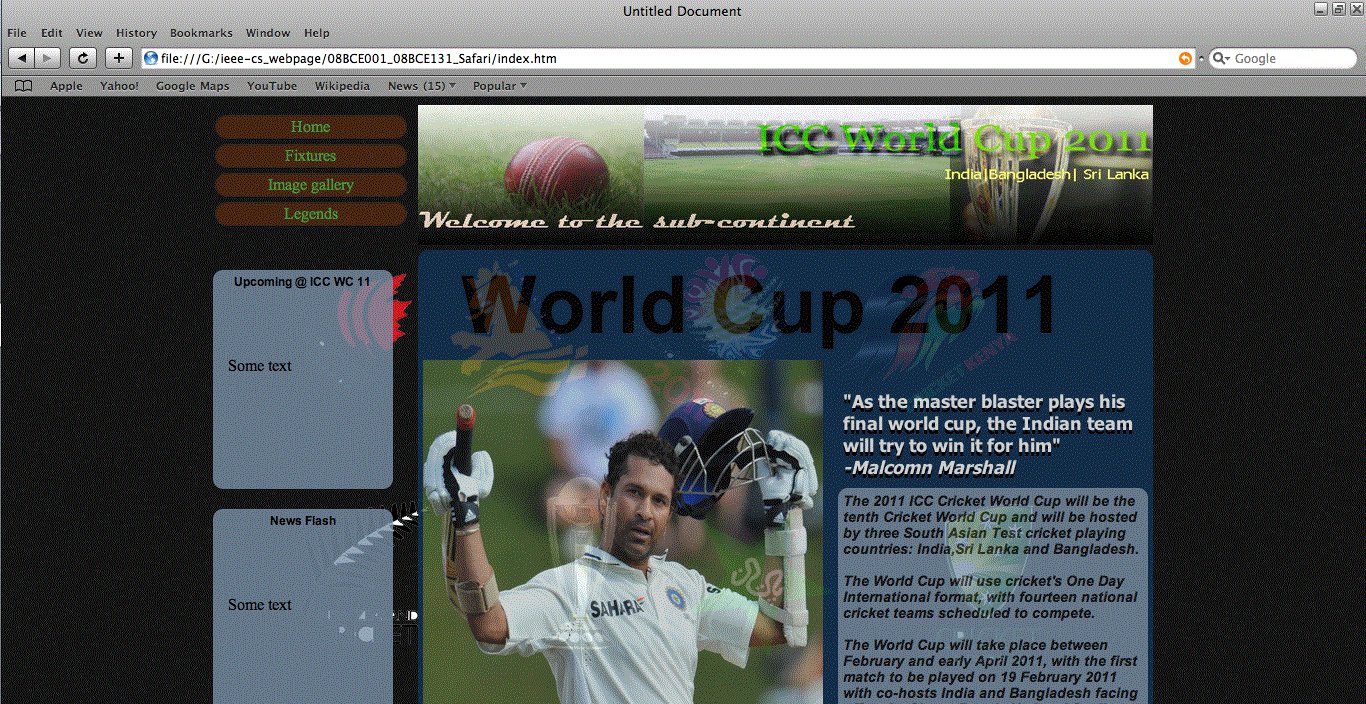 Untitled Document
File Edit View History Bookmarks Window Help
file:///G:/ieee-cs_webpage/08BCE001_08BCE131_Safari/index.htm
Google
Apple Yahoo! Google Maps YouTube Wikipedia News (15) Popular
Home
Fixtures
Image gallery
Legends
ICC World Cup 2011
India|Bangladesh| Sri Lanka
Welcome to the sub-continent
Upcoming @ ICC WC 11
Some text
News Flash
Some text
World Cup 2011
CRICKET KENYA
SAHARA
"As the master blaster plays his
final world cup, the Indian team
will try to win it for him"
-Malcomn Marshall
The 2011 ICC Cricket World Cup will be the
tenth Cricket World Cup and will be hosted
by three South Asian Test cricket playing
countries: India,Sri Lanka and Bangladesh.
The World Cup will use cricket's One Day
International format, with fourteen national
cricket teams scheduled to compete.
The World Cup will take place between
February and early April 2011, with the first
match to be played on 19 February 2011
with co-hosts India and Bangladesh facing